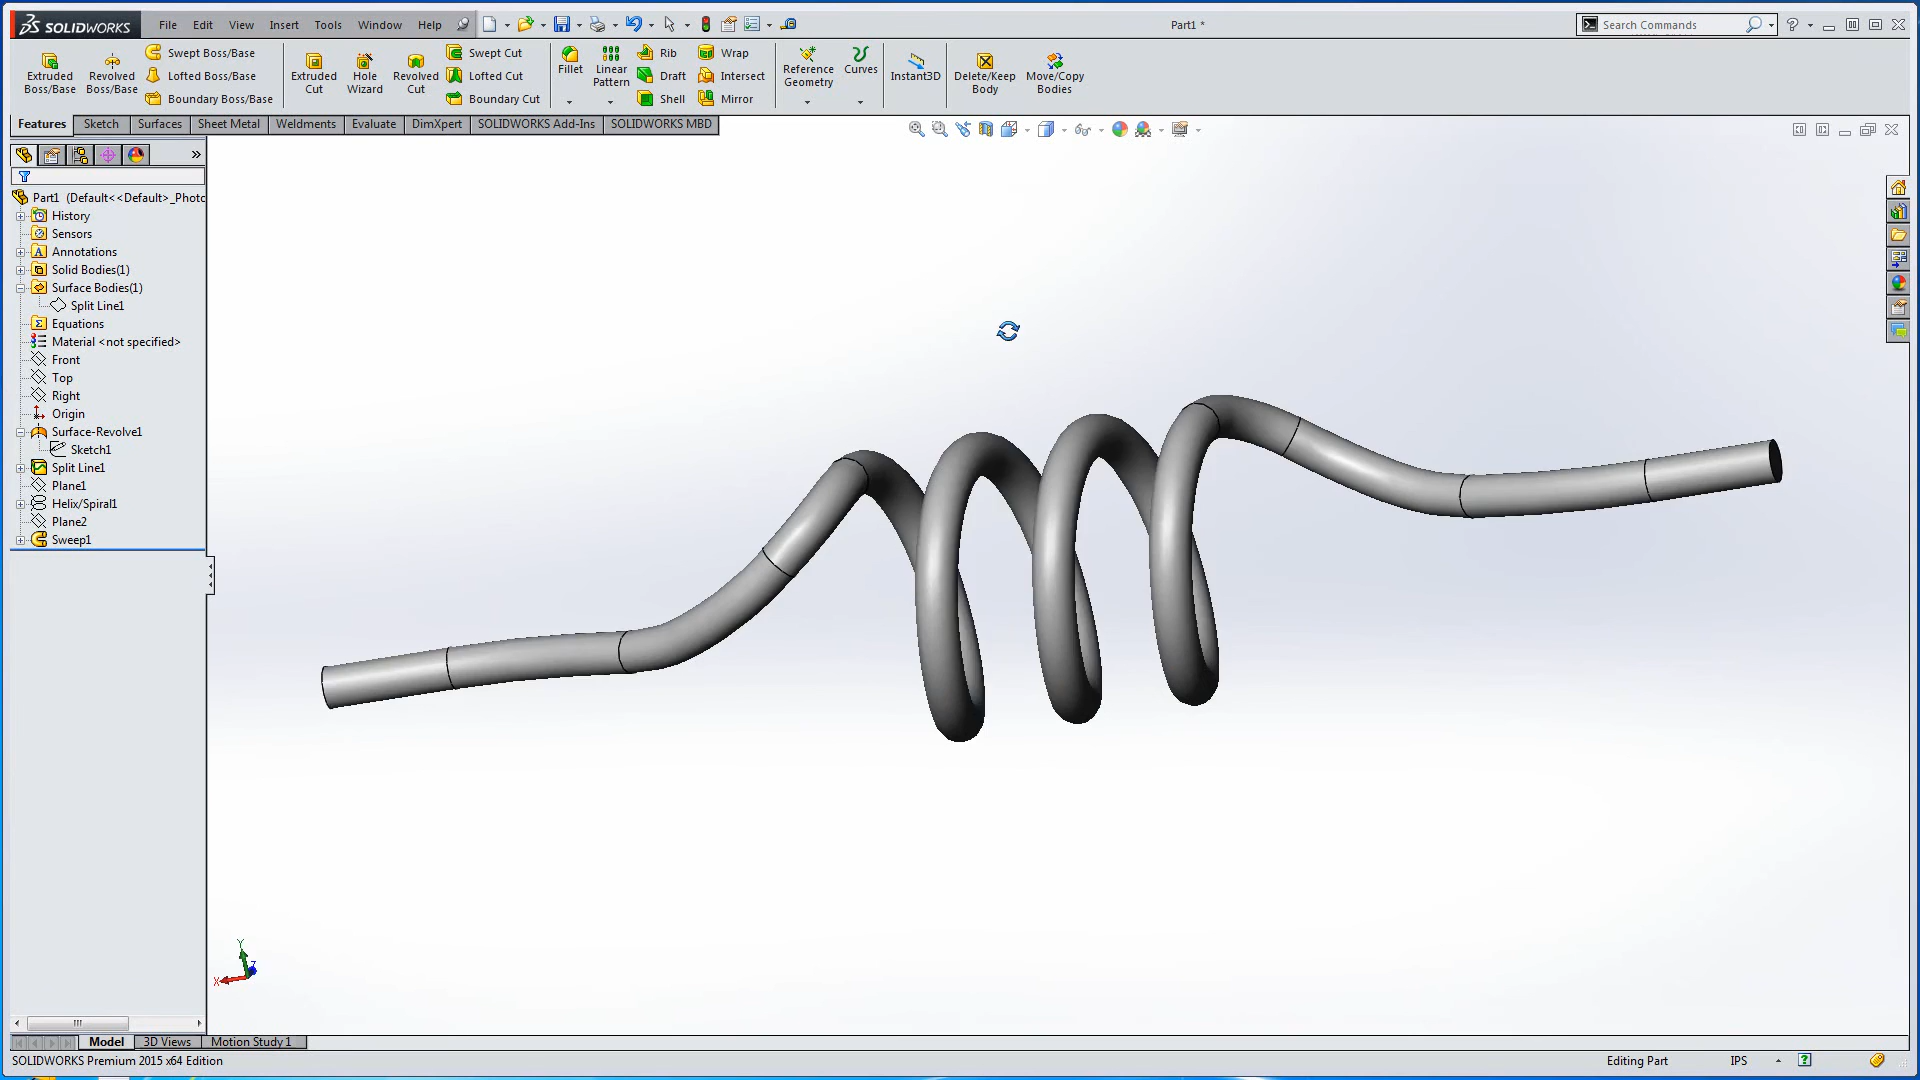 SOLIDWORKS File Edit View Insert Tools Window Help Part1 * Search Commands
Extruded Boss/Base
Revolved Boss/Base
Swept Boss/Base
Lofted Boss/Base
Boundary Boss/Base
Extruded Cut
Hole Wizard
Revolved Cut
Swept Cut
Lofted Cut
Boundary Cut
Fillet
Linear Pattern
Rib
Draft
Shell
Wrap
Intersect
Mirror
Reference Geometry
Curves
Instant3D
Delete/Keep Body
Move/Copy Bodies
Features Sketch Surfaces Sheet Metal Weldments Evaluate DimXpert SOLIDWORKS Add-Ins SOLIDWORKS MBD
Part1 (Default<<Default>_Photo
History
Sensors
Annotations
Solid Bodies(1)
Surface Bodies(1)
Split Line1
Equations
Material <not specified>
Front
Top
Right
Origin
Surface-Revolve1
Sketch1
Split Line1
Plane1
Helix/Spiral1
Plane2
Sweep1
Y
Z
X
Model 3D Views Motion Study 1
SOLIDWORKS Premium 2015 x64 Edition Editing Part IPS